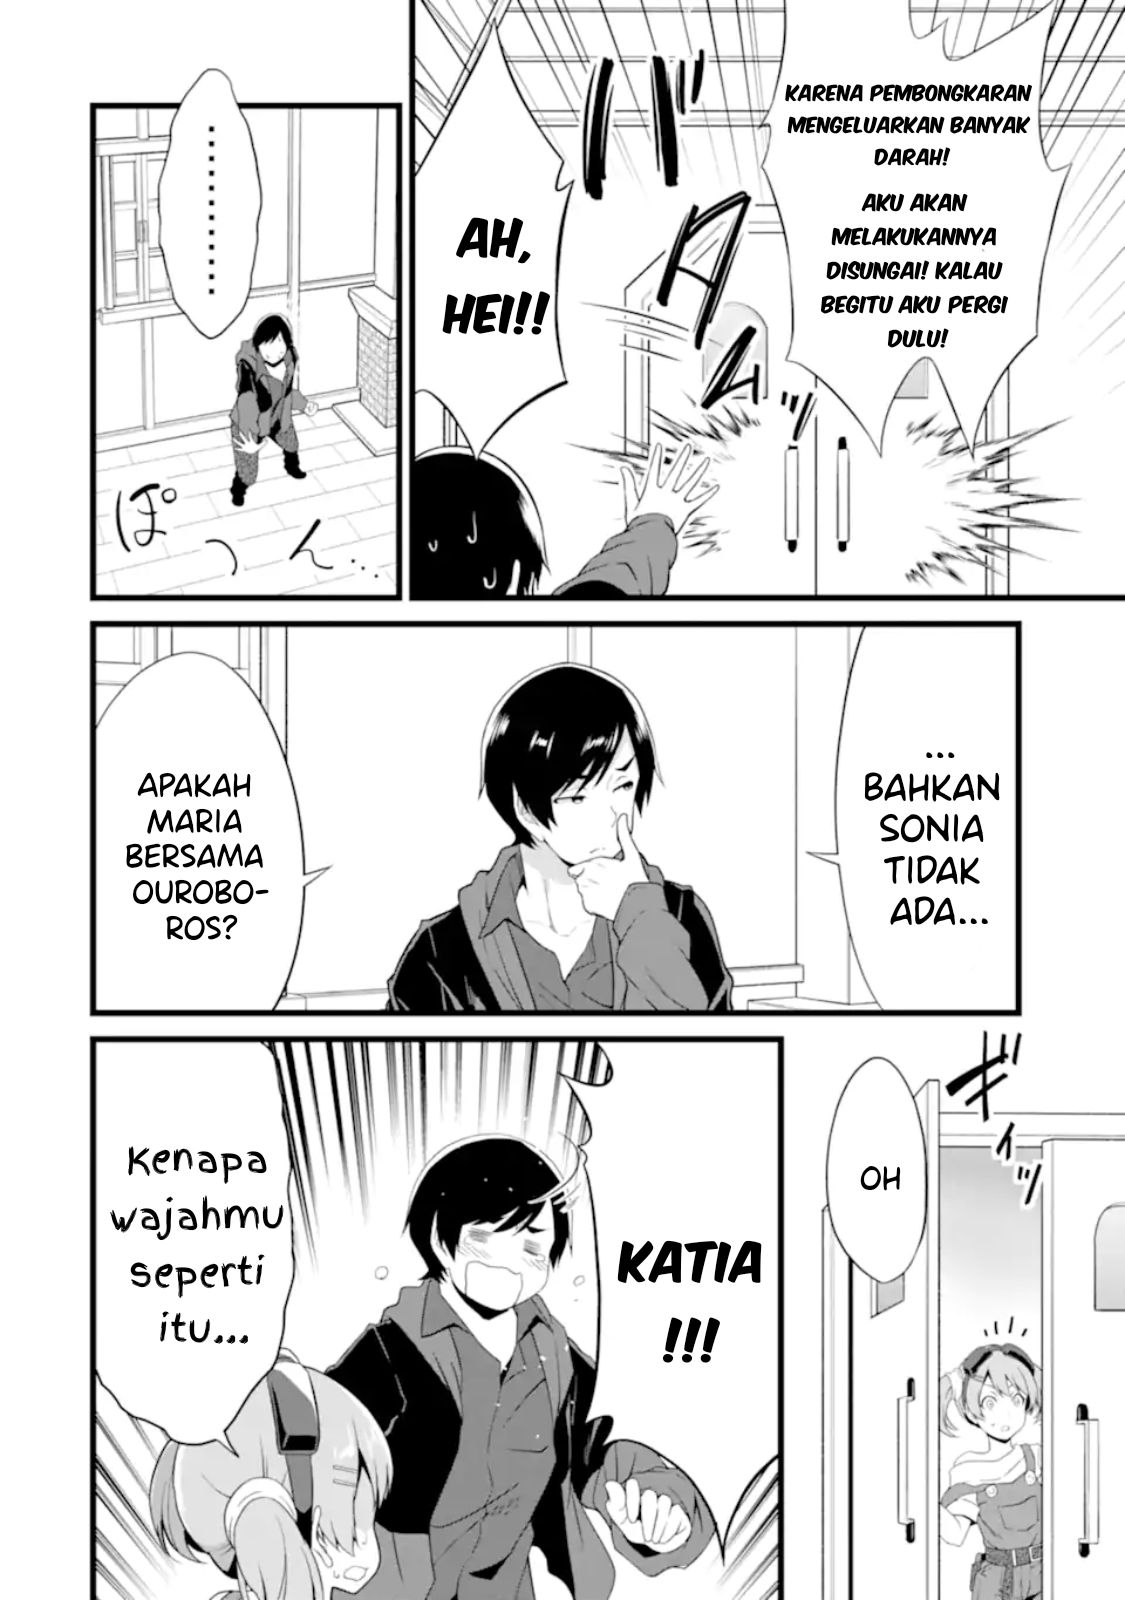 KARENA PEMBONGKARAN
MENGELUARKAN BANYAK
DARAH!
AKU AKAN
MELAKUKANNYA
DISUNGAI! KALAU
BEGITU AKU PERGI
DULU!
バ
タ
ム
AH,
HEI!!
............
ぽ
つ
ん...
...
BAHKAN
SONIA
TIDAK
ADA...
APAKAH
MARIA
BERSAMA
OUROBO-
ROS?
ギッ
OH
KATIA
!!!
Kenapa
wajahmu
seperti
itu...